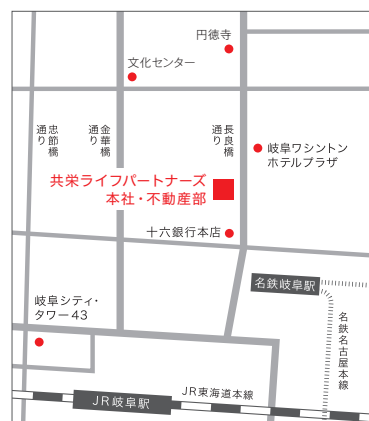 円徳寺
文化センター
忠節橋
通り
金華橋
通り
長良橋
通り
岐阜ワシントン
ホテルプラザ
共栄ライフパートナーズ
本社・不動産部
十六銀行本店
名鉄岐阜駅
岐阜シティ・
タワー43
名鉄名古屋本線
JR東海道本線
JR岐阜駅